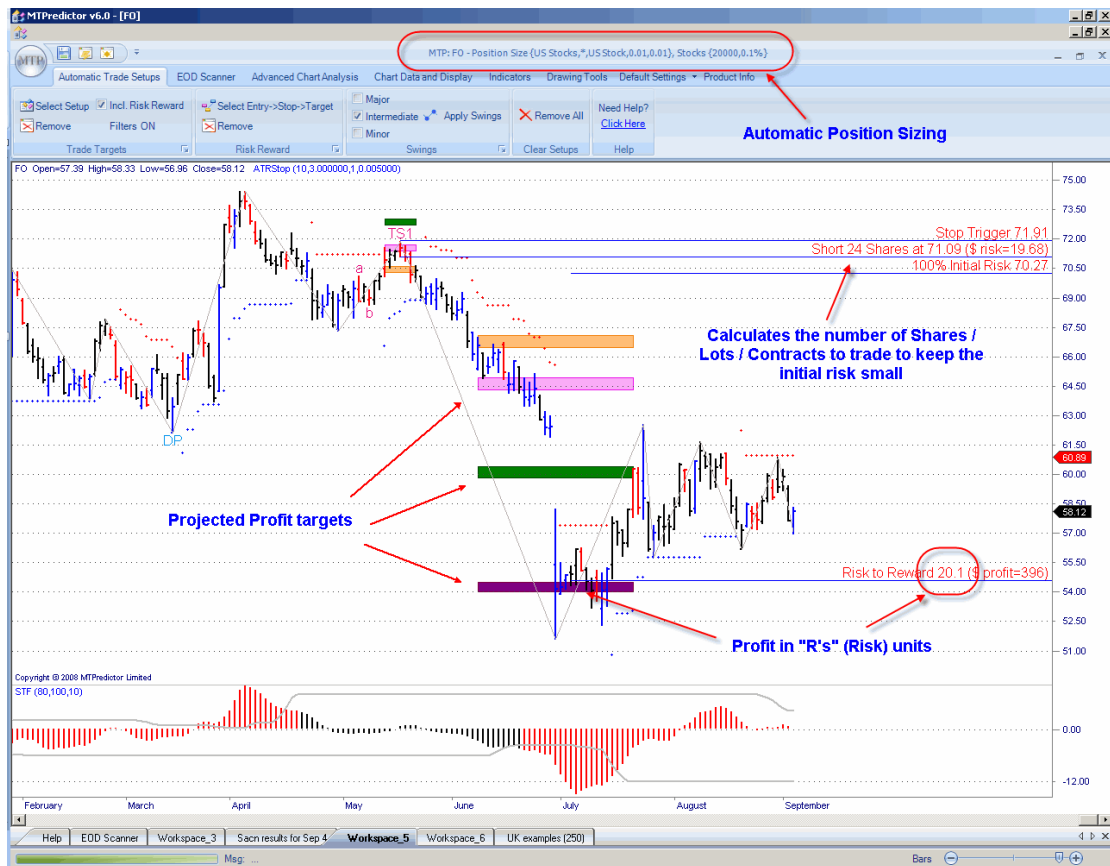 MTPredictor v6.0 - [FO]
MTP
MTP: FO - Position Size {US Stocks,*,US Stock,0.01,0.01}, Stocks {20000,0.1%}
Automatic Trade Setups EOD Scanner Advanced Chart Analysis Chart Data and Display Indicators Drawing Tools Default Settings Product Info
Select Setup Incl. Risk Reward
Remove Filters ON
Trade Targets
Select Entry->Stop->Target
Remove
Risk Reward
Major
Intermediate Apply Swings
Minor
Swings
Remove All
Clear Setups
Need Help?
Click Here
Help
Automatic Position Sizing
FO Open=57.39 High=58.33 Low=56.96 Close=58.12 ATRStop (10,3.000000,1,0.005000)
75.00
73.50
72.00
70.50
69.00
67.50
66.00
64.50
63.00
61.50
60.89
60.00
58.50
58.12
57.00
55.50
54.00
52.50
51.00
TS1
a
b
DP
Stop Trigger 71.91
Short 24 Shares at 71.09 ($ risk=19.68)
100% Initial Risk 70.27
Calculates the number of Shares /
Lots / Contracts to trade to keep the
initial risk small
Projected Profit targets
Risk to Reward 20.1 ($ profit=396)
Profit in "R's" (Risk) units
Copyright © 2008 MTPredictor Limited
STF (80,100,10)
0.00
-12.00
February March April May June July August September
Help EOD Scanner Workspace_3 Sacn results for Sep 4 Workspace_5 Workspace_6 UK examples (250)
Msg: ...
Bars